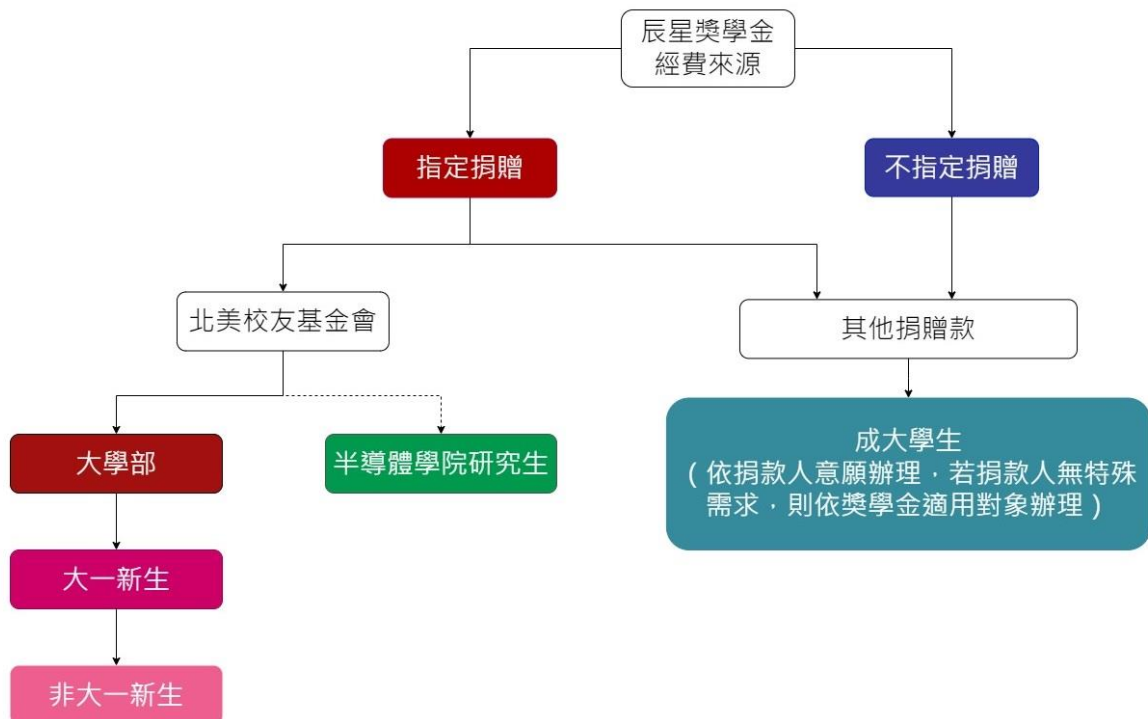 辰星獎學金
經費來源
指定捐贈
不指定捐贈
北美校友基金會
其他捐贈款
大學部
半導體學院研究生
成大學生
(依捐款人意願辦理，若捐款人無特殊
需求，則依獎學金適用對象辦理)
大一新生
非大一新生